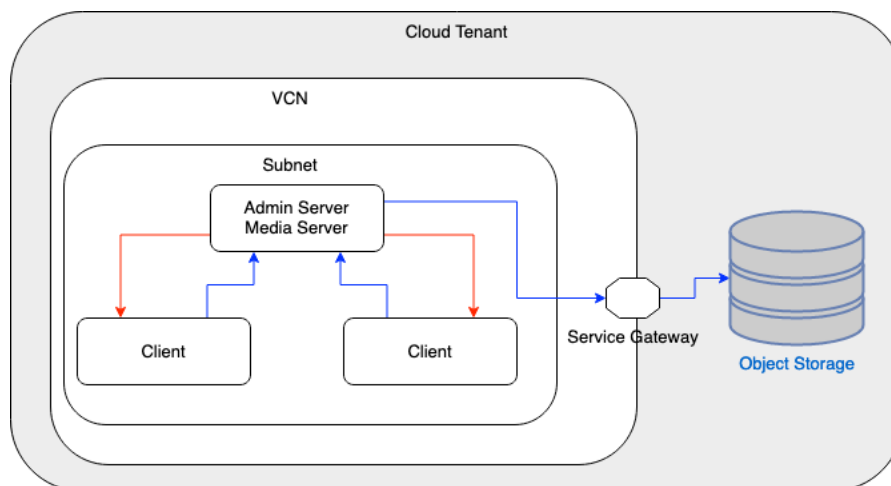 Cloud Tenant
VCN
Subnet
Admin Server
Media Server
Client
Client
Service Gateway
Object Storage